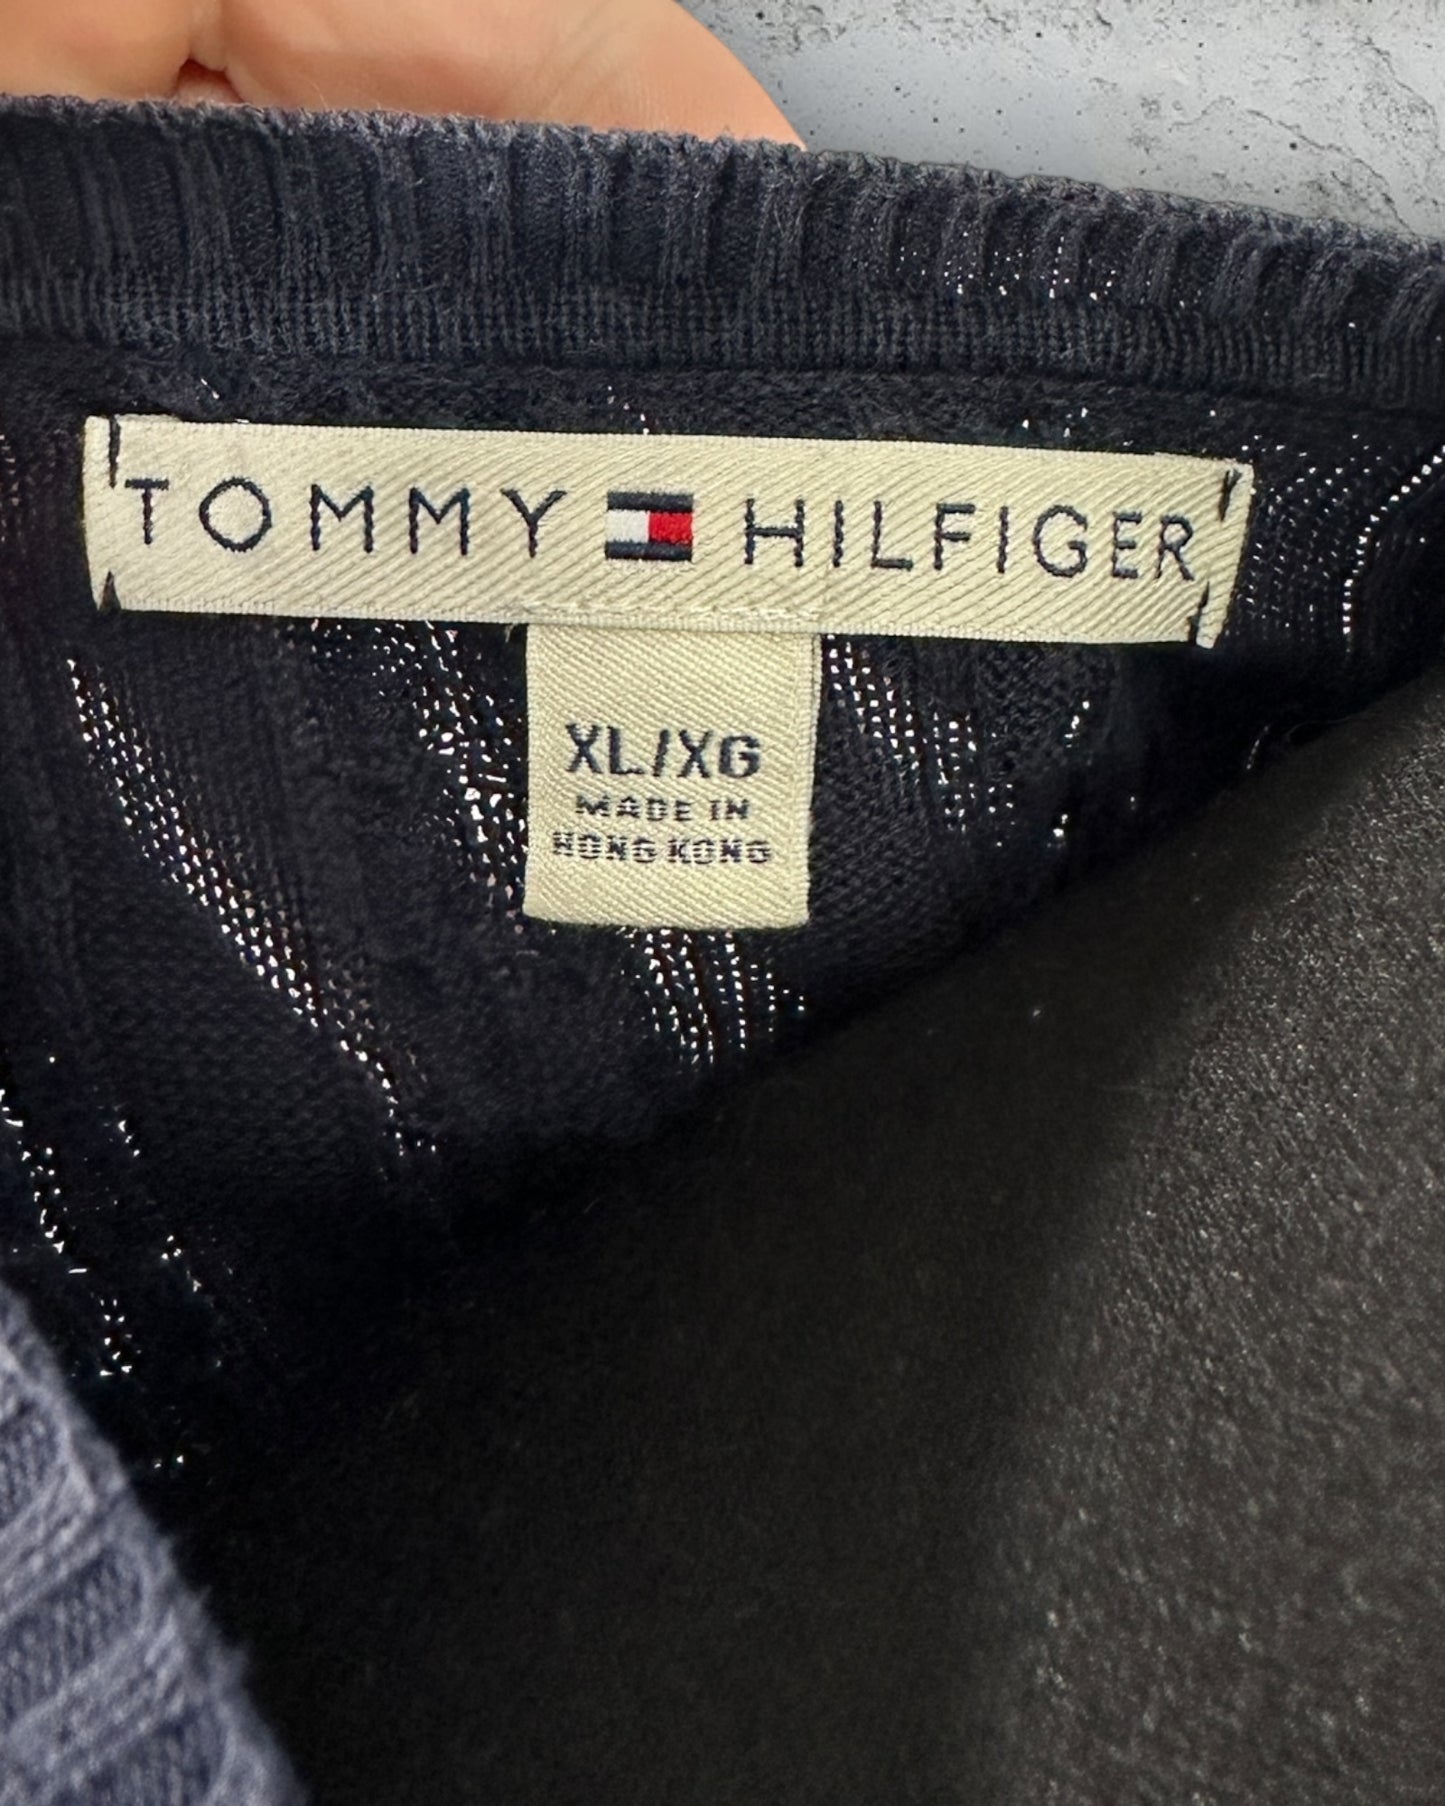 TOMMY HILFIGER
XL/XG
MADE IN
HONG KONG